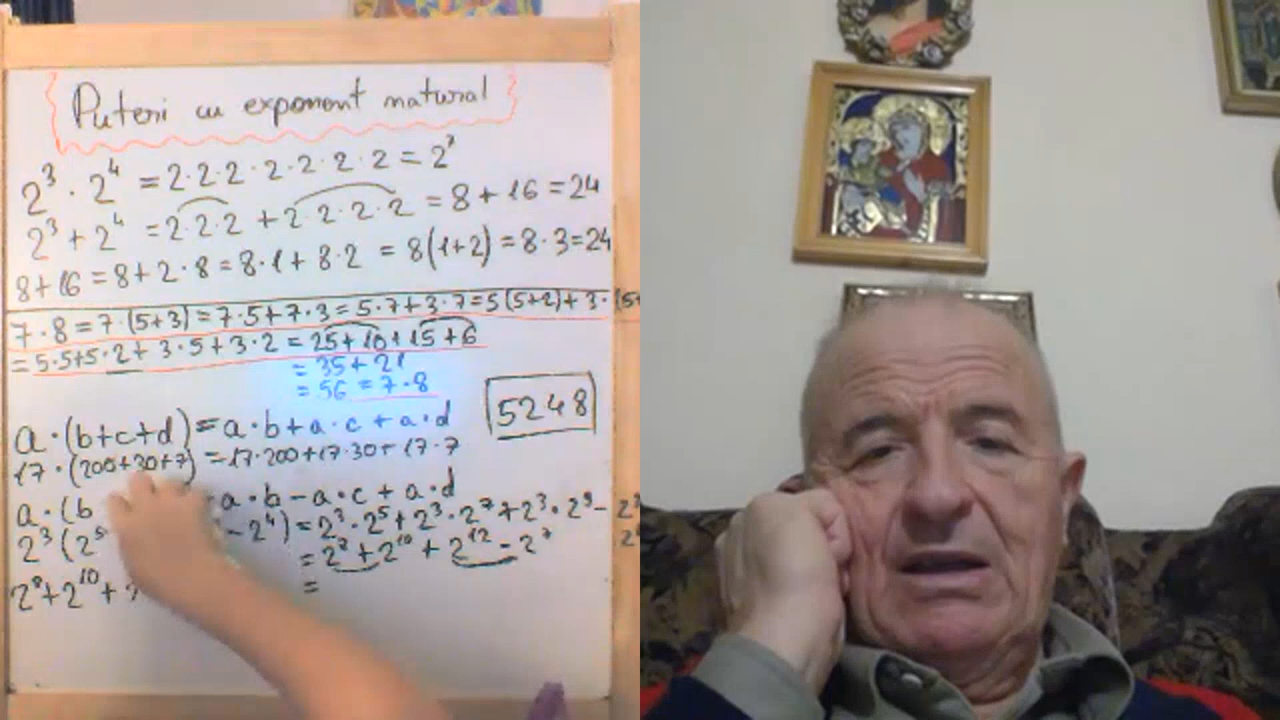 Puteri cu exponent natural
2³ · 2⁴ = 2·2·2·2·2·2·2 = 2⁷
2³ + 2⁴ = 2·2·2 + 2·2·2·2 = 8 + 16 = 24
8+16 = 8+2·8 = 8·1 + 8·2 = 8(1+2) = 8·3=24
7·8 = 7·(5+3) = 7·5+7·3 = 5·7+3·7=5(5+2)+3·(5+
= 5·5+5·2+ 3·5+3·2 = 25+10+15+6
= 35+21
= 56 = 7·8
5248
a·(b+c+d) = a·b+a·c+a·d
17·(200+30+7) = 17·200+17·30+17·7
a·(b a·b-a·c+a·d
2³(2⁵ -2⁴) = 2³·2⁵+2³·2⁷+2³·2⁹-
= 2⁸+2¹⁰+2¹²-2⁷
2⁸+2¹⁰+ =